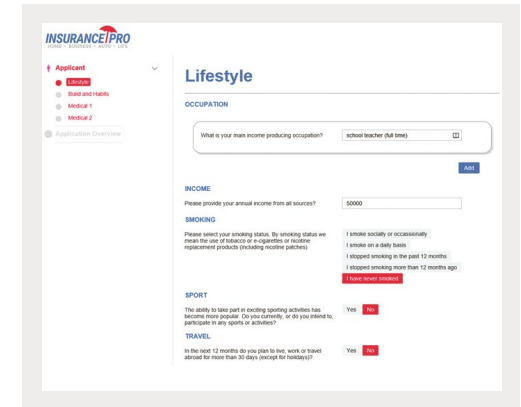 INSURANCE PRO
HOME • BUSINESS • AUTO • LIFE
Applicant
Lifestyle
Build and Habits
Medical 1
Medical 2
Application Overview
Lifestyle
OCCUPATION
What is your main income producing occupation?
school teacher (full time)
Add
INCOME
Please provide your annual income from all sources?
50000
SMOKING
Please select your smoking status. By smoking status we
mean the use of tobacco or e-cigarettes or nicotine
replacement products (including nicotine patches)
I smoke socially or occassionally
I smoke on a daily basis
I stopped smoking in the past 12 months
I stopped smoking more than 12 months ago
I have never smoked
SPORT
The ability to take part in exciting sporting activities has
become more popular. Do you currently, or do you intend to,
participate in any sports or activities?
Yes No
TRAVEL
In the next 12 months do you plan to live, work or travel
abroad for more than 30 days (except for holidays)?
Yes No